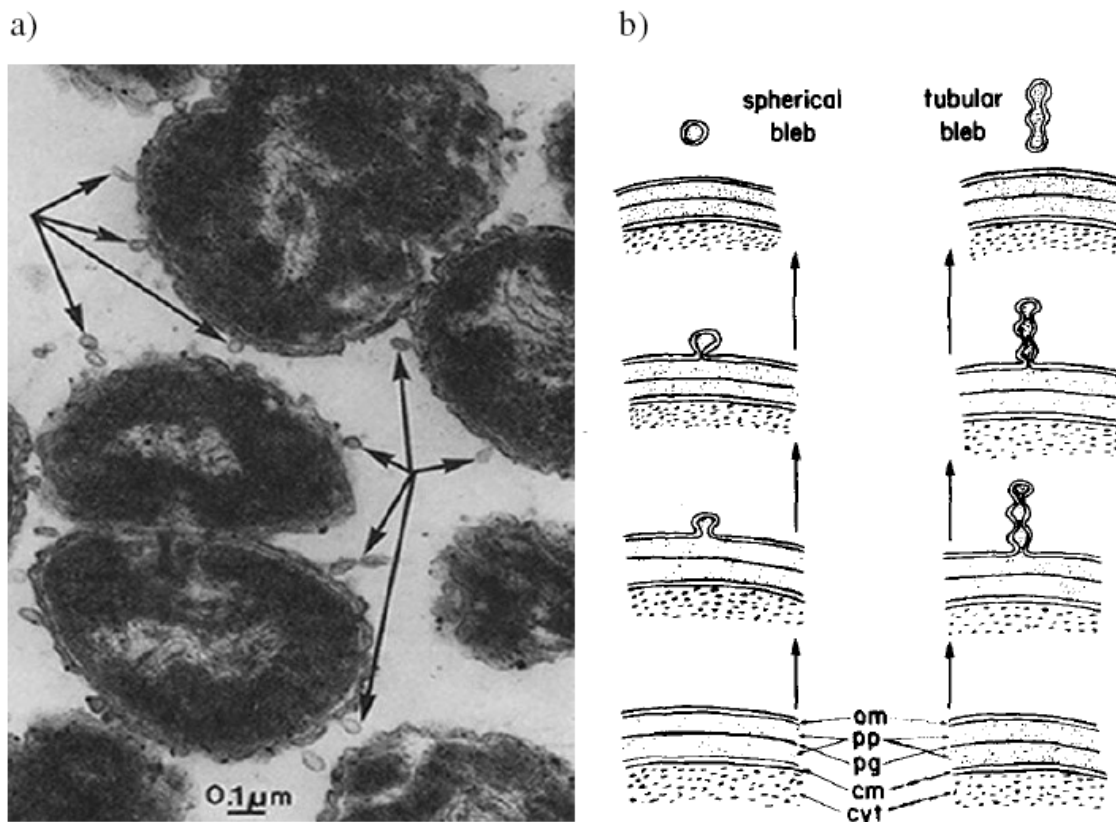 a)
b)
spherical
bleb
tubular
bleb
om
pp
pg
cm
cyt
0.1µm